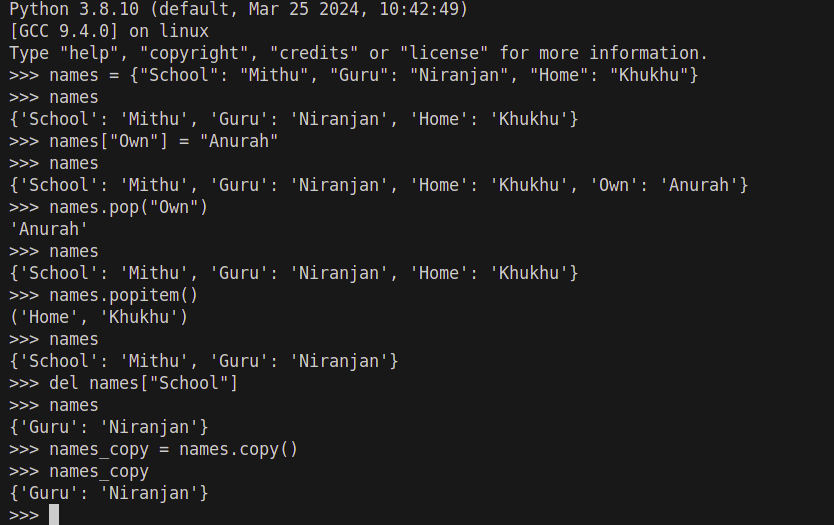 Python 3.8.10 (default, Mar 25 2024, 10:42:49)
[GCC 9.4.0] on linux
Type "help", "copyright", "credits" or "license" for more information.
>>> names = {"School": "Mithu", "Guru": "Niranjan", "Home": "Khukhu"}
>>> names
{'School': 'Mithu', 'Guru': 'Niranjan', 'Home': 'Khukhu'}
>>> names["Own"] = "Anurah"
>>> names
{'School': 'Mithu', 'Guru': 'Niranjan', 'Home': 'Khukhu', 'Own': 'Anurah'}
>>> names.pop("Own")
'Anurah'
>>> names
{'School': 'Mithu', 'Guru': 'Niranjan', 'Home': 'Khukhu'}
>>> names.popitem()
('Home', 'Khukhu')
>>> names
{'School': 'Mithu', 'Guru': 'Niranjan'}
>>> del names["School"]
>>> names
{'Guru': 'Niranjan'}
>>> names_copy = names.copy()
>>> names_copy
{'Guru': 'Niranjan'}
>>>